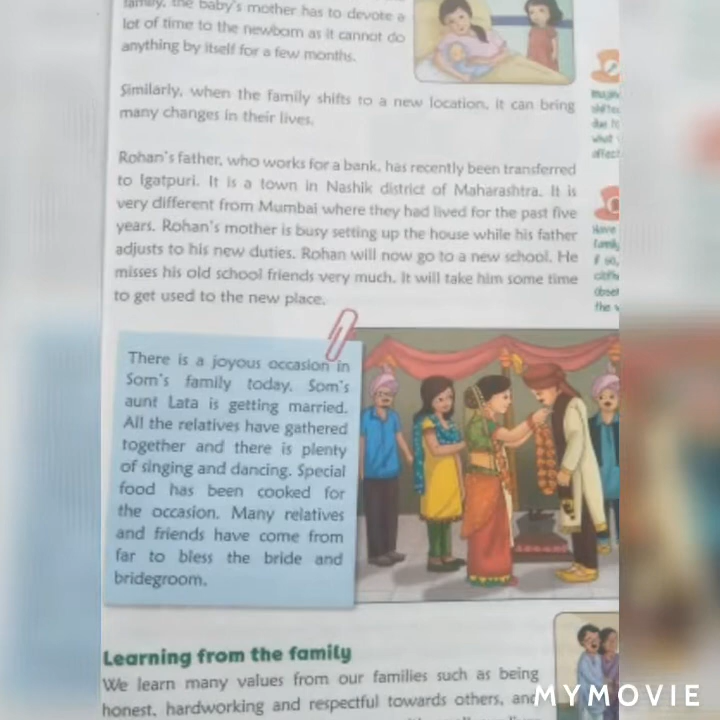 family, the baby's mother has to devote a
lot of time to the newborn as it cannot do
anything by itself for a few months.
Similarly, when the family shifts to a new location, it can bring
many changes in their lives.
Rohan's father, who works for a bank, has recently been transferred
to Igatpuri. It is a town in Nashik district of Maharashtra. It is
very different from Mumbai where they had lived for the past five
years. Rohan's mother is busy setting up the house while his father
adjusts to his new duties. Rohan will now go to a new school. He
misses his old school friends very much. It will take him some time
to get used to the new place.
There is a joyous occasion in
Som's family today. Som's
aunt Lata is getting married.
All the relatives have gathered
together and there is plenty
of singing and dancing. Special
food has been cooked for
the occasion. Many relatives
and friends have come from
far to bless the bride and
bridegroom.
Learning from the family
We learn many values from our families such as being
honest, hardworking and respectful towards others, and
due
what
Have
if so,
the
MYMOVIE